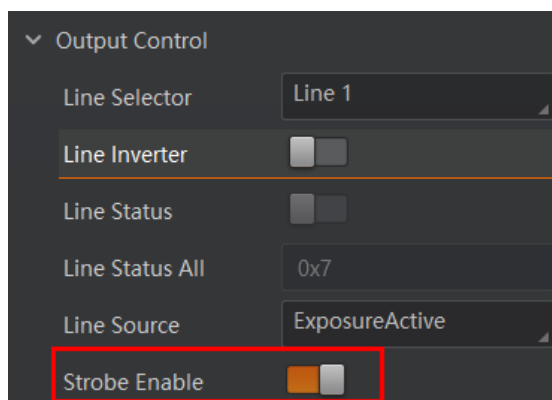 Output Control
Line Selector Line 1
Line Inverter
Line Status
Line Status All 0x7
Line Source ExposureActive
Strobe Enable